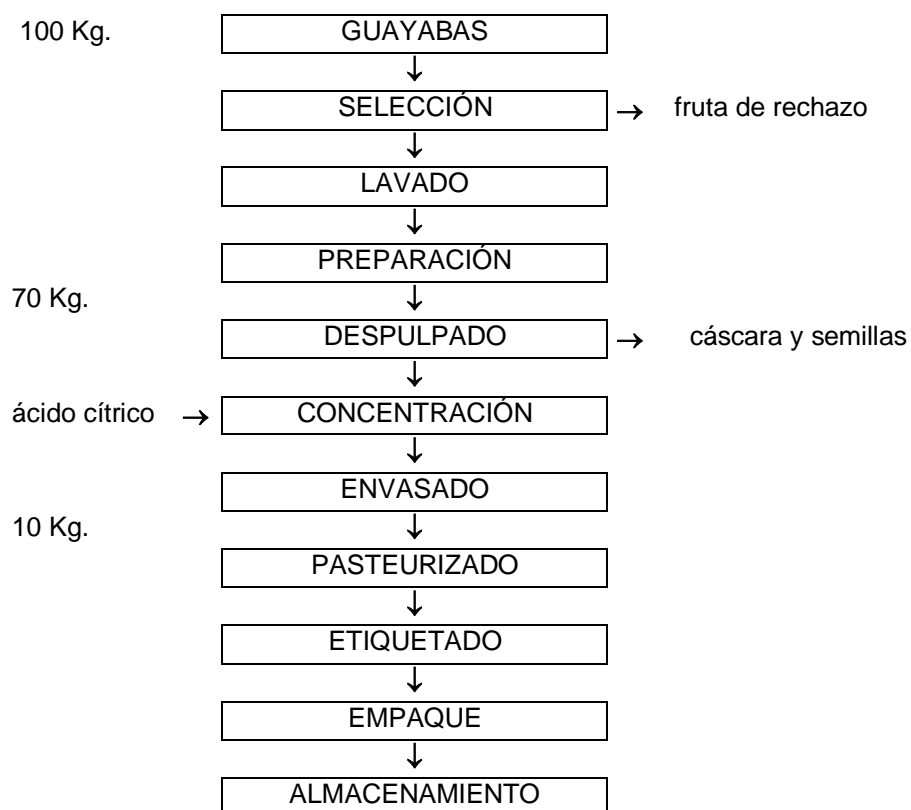 100 Kg. GUAYABAS
↓
SELECCIÓN → fruta de rechazo
↓
LAVADO
↓
PREPARACIÓN
70 Kg.
↓
DESPULPADO → cáscara y semillas
↓
ácido cítrico → CONCENTRACIÓN
↓
ENVASADO
10 Kg.
↓
PASTEURIZADO
↓
ETIQUETADO
↓
EMPAQUE
↓
ALMACENAMIENTO